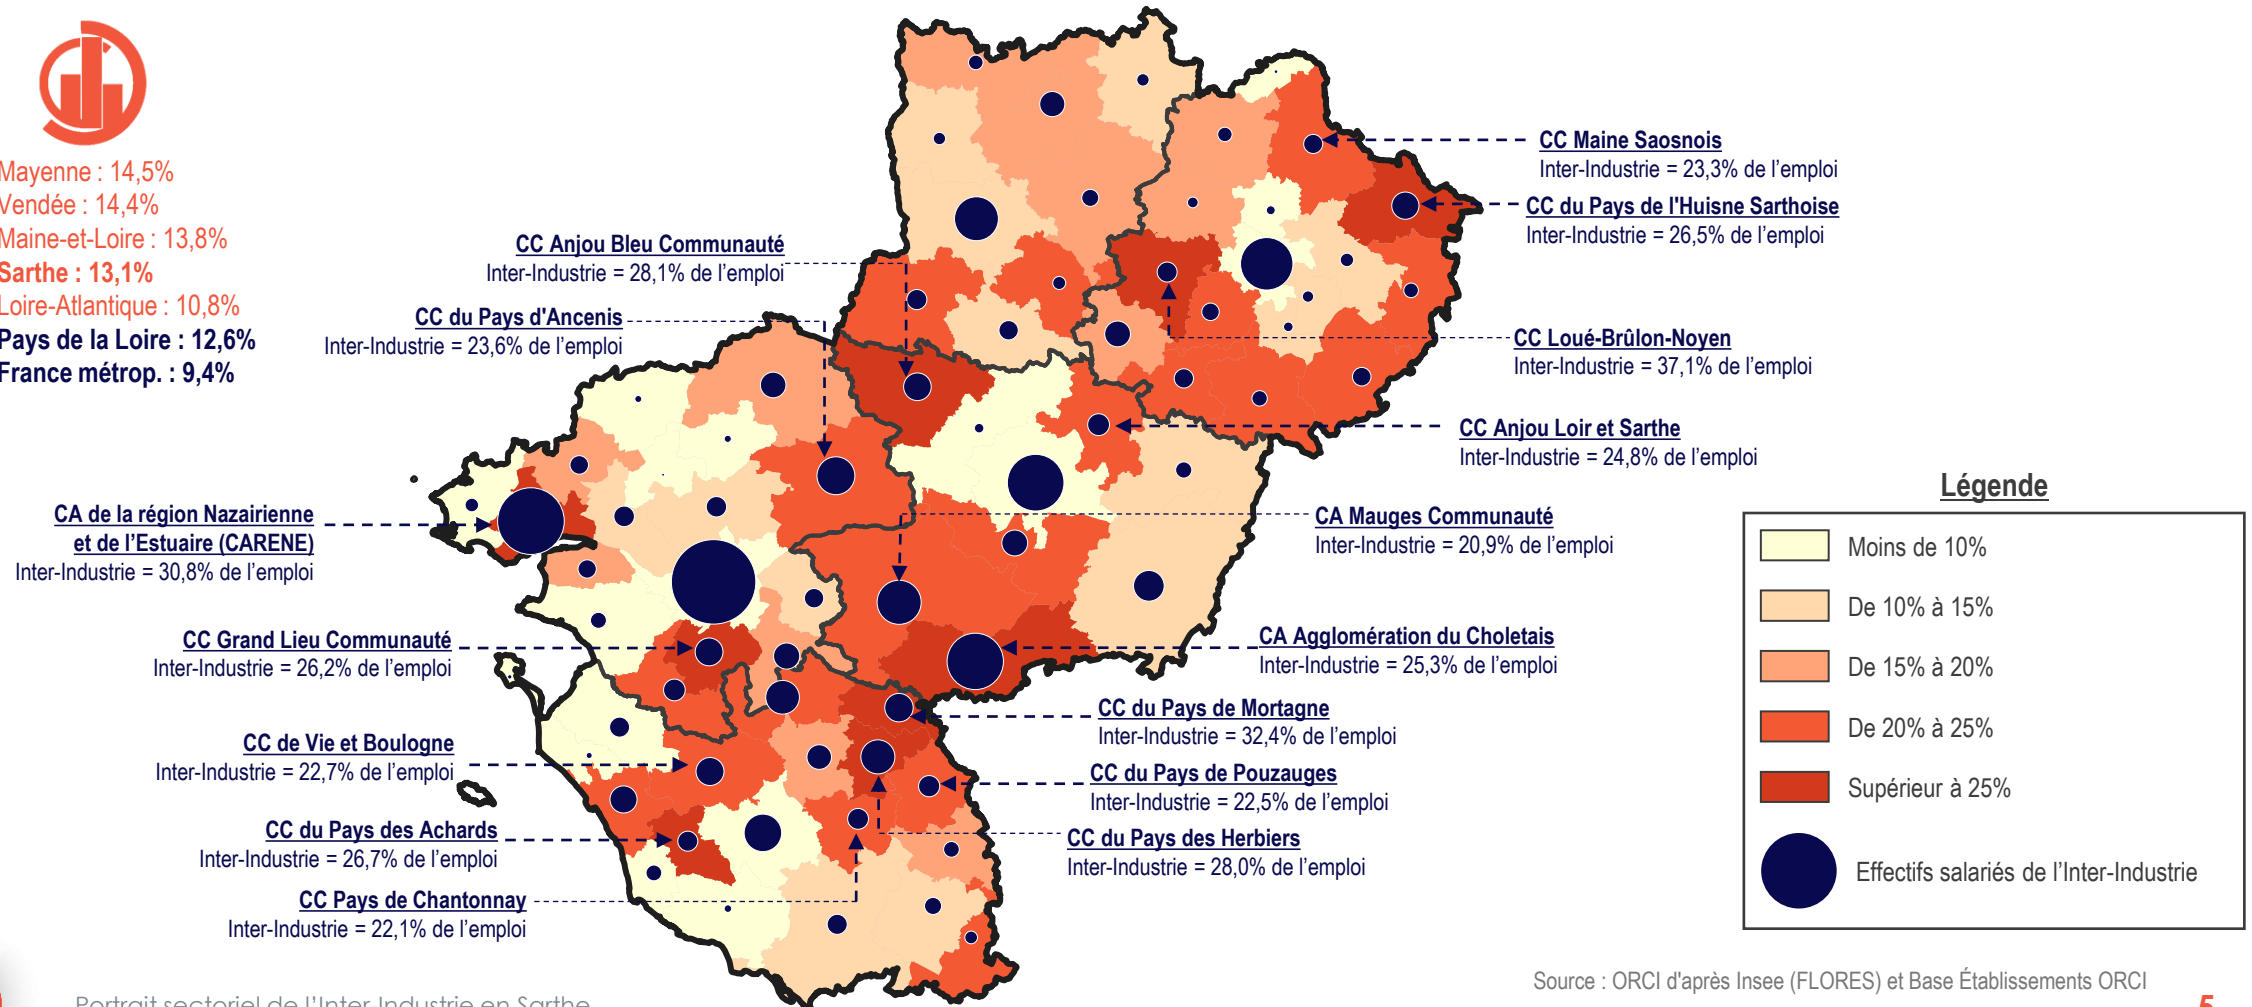 Mayenne : 14,5%
Vendée : 14,4%
Maine-et-Loire : 13,8%
Sarthe : 13,1%
Loire-Atlantique : 10,8%
Pays de la Loire : 12,6%
France métrop. : 9,4%
CC Anjou Bleu Communauté
Inter-Industrie = 28,1% de l'emploi
CC du Pays d'Ancenis
Inter-Industrie = 23,6% de l'emploi
CA de la région Nazairienne
et de l'Estuaire (CARENE)
Inter-Industrie = 30,8% de l'emploi
CC Grand Lieu Communauté
Inter-Industrie = 26,2% de l'emploi
CC de Vie et Boulogne
Inter-Industrie = 22,7% de l'emploi
CC du Pays des Achards
Inter-Industrie = 26,7% de l'emploi
CC Pays de Chantonnay
Inter-Industrie = 22,1% de l'emploi
CC Maine Saosnois
Inter-Industrie = 23,3% de l'emploi
CC du Pays de l'Huisne Sarthoise
Inter-Industrie = 26,5% de l'emploi
CC Loué-Brûlon-Noyen
Inter-Industrie = 37,1% de l'emploi
CC Anjou Loir et Sarthe
Inter-Industrie = 24,8% de l'emploi
CA Mauges Communauté
Inter-Industrie = 20,9% de l'emploi
CA Agglomération du Choletais
Inter-Industrie = 25,3% de l'emploi
CC du Pays de Mortagne
Inter-Industrie = 32,4% de l'emploi
CC du Pays de Pouzauges
Inter-Industrie = 22,5% de l'emploi
CC du Pays des Herbiers
Inter-Industrie = 28,0% de l'emploi
Légende
Moins de 10%
De 10% à 15%
De 15% à 20%
De 20% à 25%
Supérieur à 25%
Effectifs salariés de l'Inter-Industrie
Source : ORCI d'après Insee (FLORES) et Base Établissements ORCI
Portrait sectoriel de l'Inter-Industrie en Sarthe
5